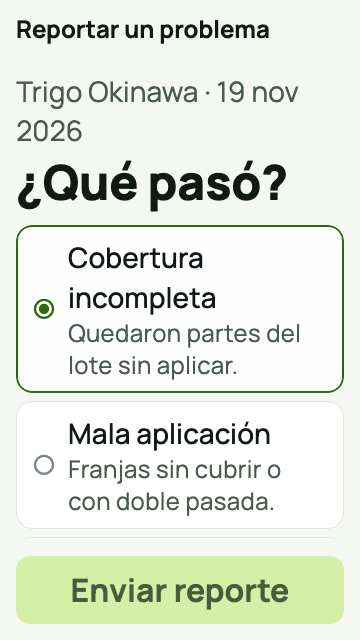 Reportar un problema
Trigo Okinawa · 19 nov
2026
¿Qué pasó?
Cobertura
incompleta
Quedaron partes del
lote sin aplicar.
Mala aplicación
Franjas sin cubrir o
con doble pasada.
Enviar reporte